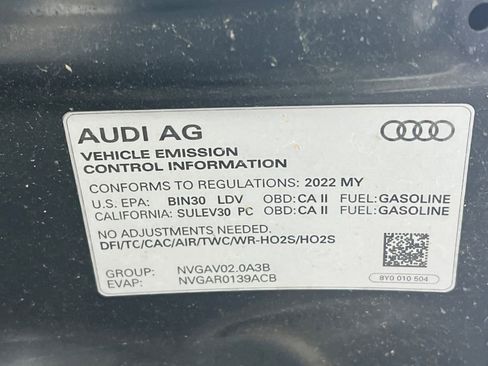 AUDI AG
VEHICLE EMISSION
CONTROL INFORMATION
CONFORMS TO REGULATIONS: 2022 MY
U.S. EPA: BIN30 LDV OBD: CA II FUEL: GASOLINE
CALIFORNIA: SULEV30 PC OBD: CA II FUEL: GASOLINE
NO ADJUSTMENTS NEEDED.
DFI/TC/CAC/AIR/TWC/WR-HO2S/HO2S
GROUP: NVGAV02.0A3B
EVAP: NVGAR0139ACB
8Y0 010 504